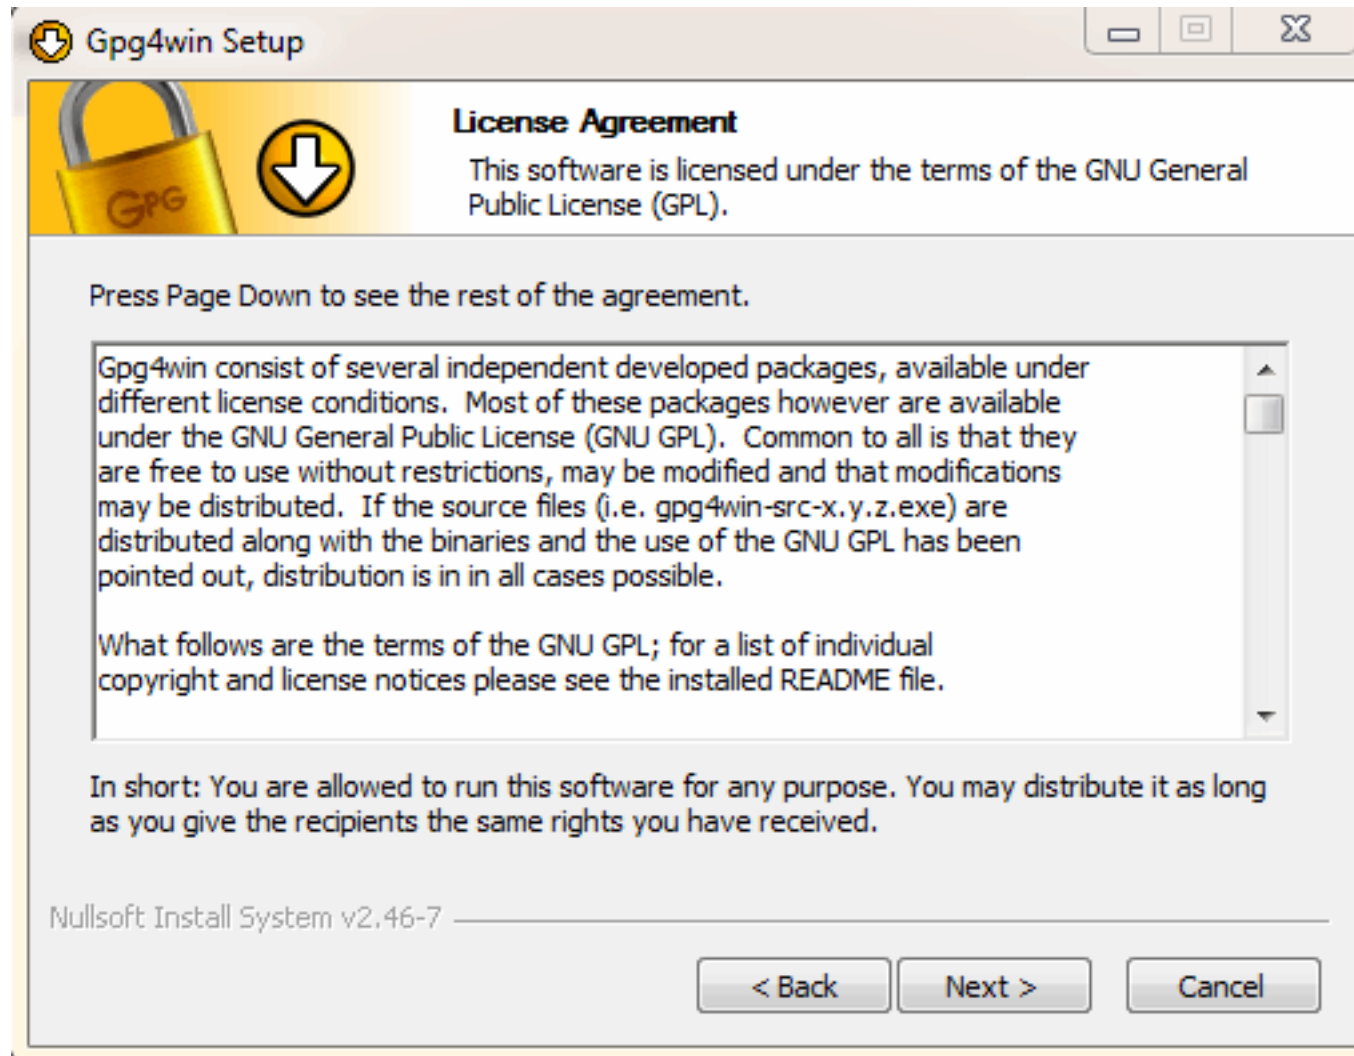 Gpg4win Setup
GPG
License Agreement
This software is licensed under the terms of the GNU General
Public License (GPL).
Press Page Down to see the rest of the agreement.
Gpg4win consist of several independent developed packages, available under
different license conditions.  Most of these packages however are available
under the GNU General Public License (GNU GPL).  Common to all is that they
are free to use without restrictions, may be modified and that modifications
may be distributed.  If the source files (i.e. gpg4win-src-x.y.z.exe) are
distributed along with the binaries and the use of the GNU GPL has been
pointed out, distribution is in in all cases possible.
What follows are the terms of the GNU GPL; for a list of individual
copyright and license notices please see the installed README file.
In short: You are allowed to run this software for any purpose. You may distribute it as long
as you give the recipients the same rights you have received.
Nullsoft Install System v2.46-7
< Back Next > Cancel